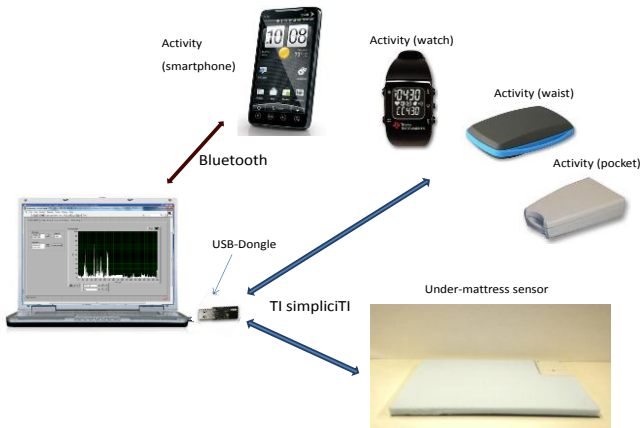 Activity
(smartphone)
10 08
Activity (watch)
Activity (waist)
Activity (pocket)
Bluetooth
USB-Dongle
TI simpliciTI
Under-mattress sensor